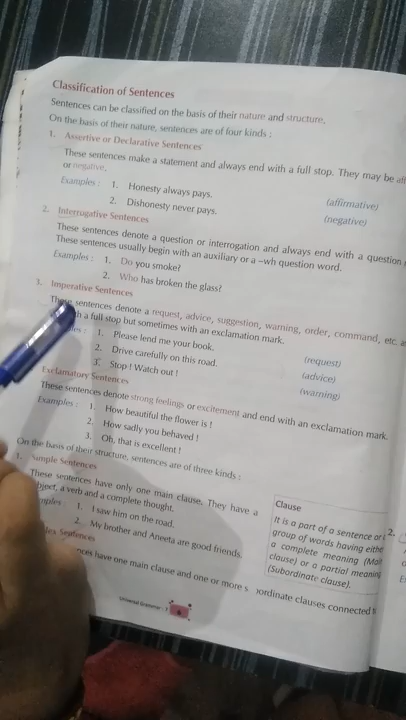 Classification of Sentences
Sentences can be classified on the basis of their nature and structure.
On the basis of their nature, sentences are of four kinds :
1. Assertive or Declarative Sentences
These sentences make a statement and always end with a full stop. They may be
or negative.
Examples : 1. Honesty always pays. (affirmative)
2. Dishonesty never pays. (negative)
2. Interrogative Sentences
These sentences denote a question or interrogation and always end with a question
These sentences usually begin with an auxiliary or a –wh question word.
Examples : 1. Do you smoke?
2. Who has broken the glass?
3. Imperative Sentences
These sentences denote a request, advice, suggestion, warning, order, command, etc.
a full stop but sometimes with an exclamation mark.
1. Please lend my your book. (request)
2. Drive carefully on this road. (advice)
3. Stop ! Watch out ! (warning)
Exclamatory Sentences
These sentences denote strong feelings or excitement and end with an exclamation mark.
Examples : 1. How beautiful the flower is !
2. How sadly you behaved !
3. Oh, that is excellent !
On the basis of their structure, sentences are of three kinds :
1. Simple Sentences
These sentences have only one main clause. They have a
a verb and a complete thought.
1. I saw him on the road.
2. My brother and Aneeta are good friends.
Sentences
have one main clause and one or more clauses connected
Clause
It is a part of a sentence or
group of words having
a complete meaning
clause) or a partial meaning
(Subordinate clause).
2.
Universal Grammar - 7
6